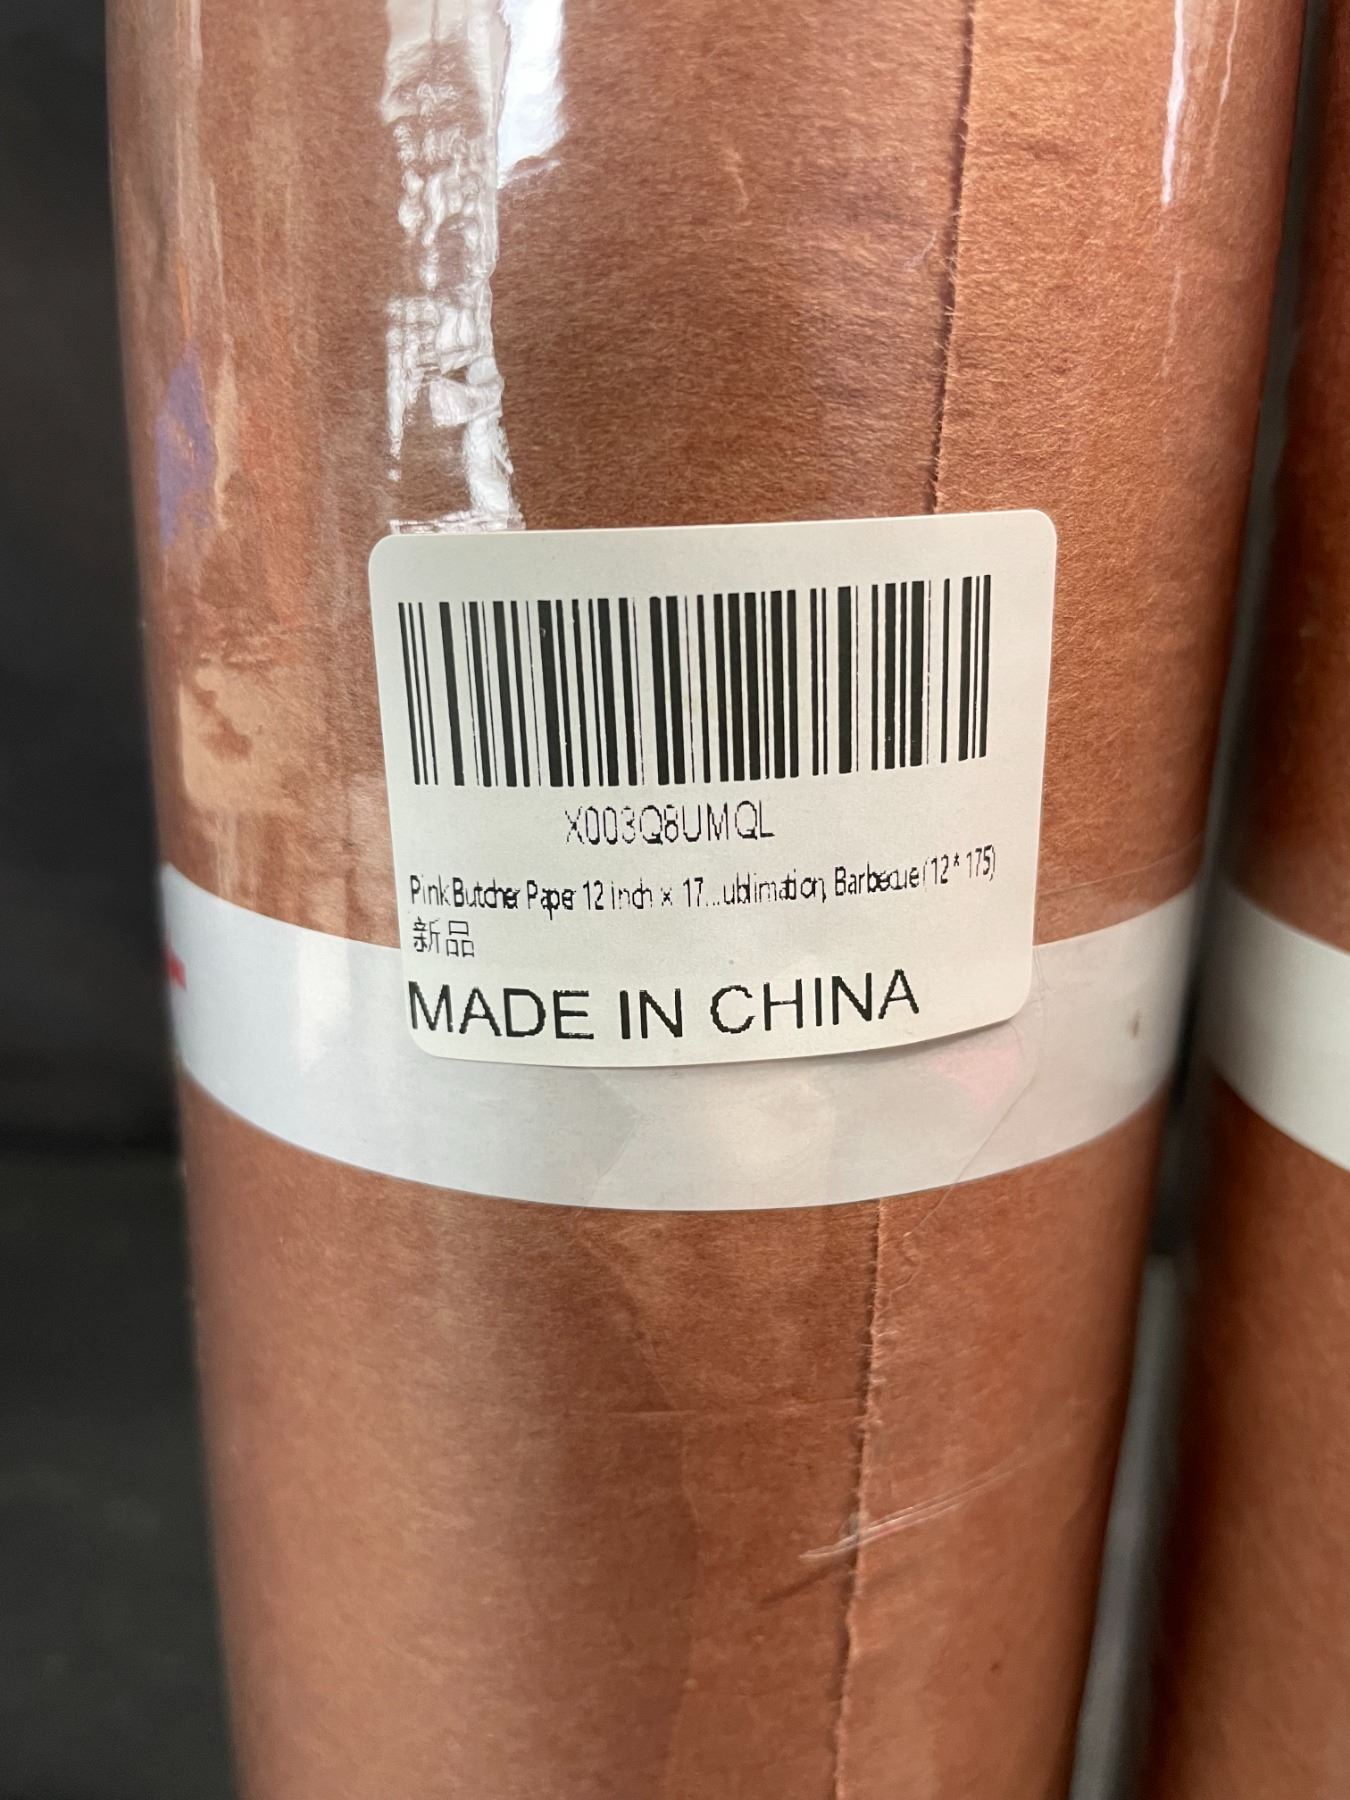 X003Q8UMQL
Pink Butcher Paper 12 inch x 17...ublimation, Barbecue(12*175)
新品
MADE IN CHINA